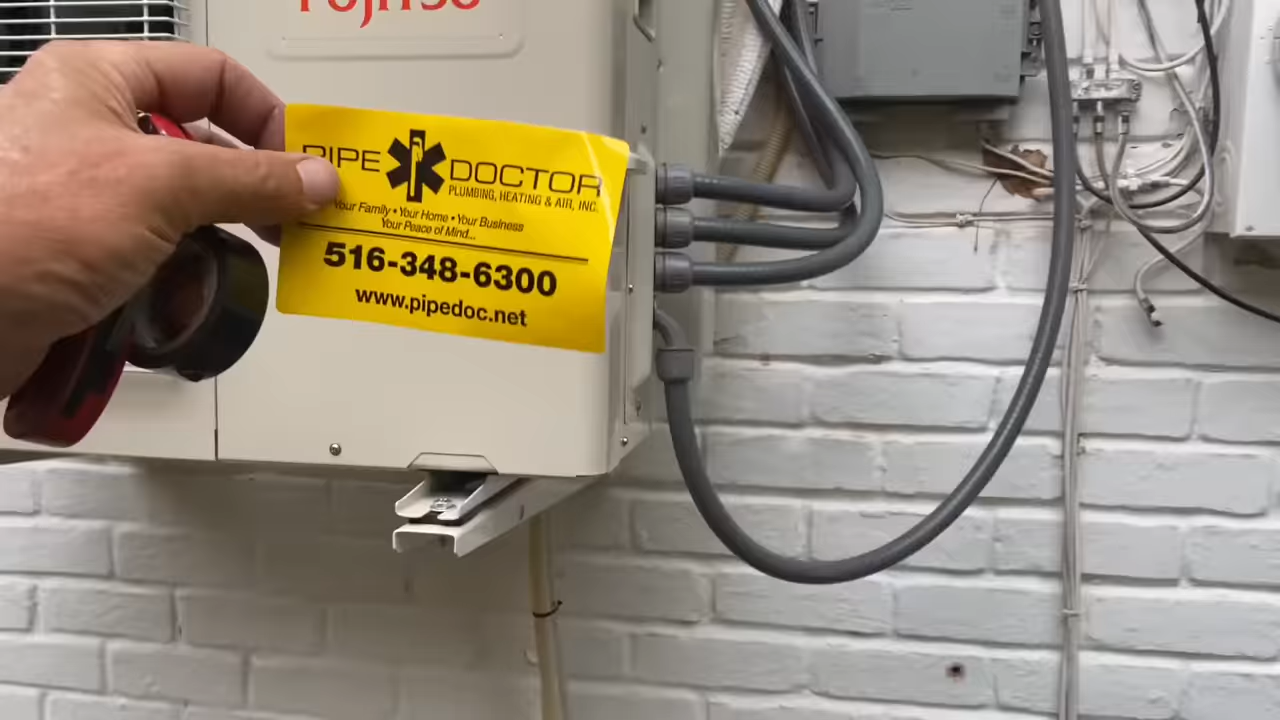 FUJITSU
PIPE DOCTOR
PLUMBING, HEATING & AIR, INC.
Your Family • Your Home • Your Business
Your Peace of Mind...
516-348-6300
www.pipedoc.net